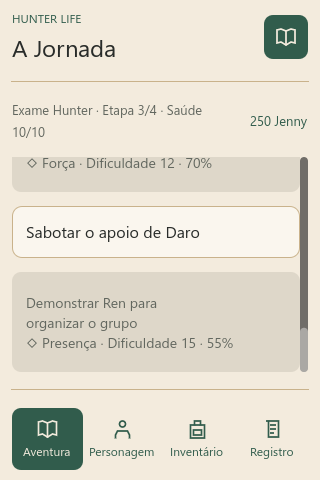 HUNTER LIFE
A Jornada
Exame Hunter · Etapa 3/4 · Saúde
10/10
250 Jenny
◇ Força · Dificuldade 12 · 70%
Sabotar o apoio de Daro
Demonstrar Ren para
organizar o grupo
◇ Presença · Dificuldade 15 · 55%
Aventura
Personagem
Inventário
Registro